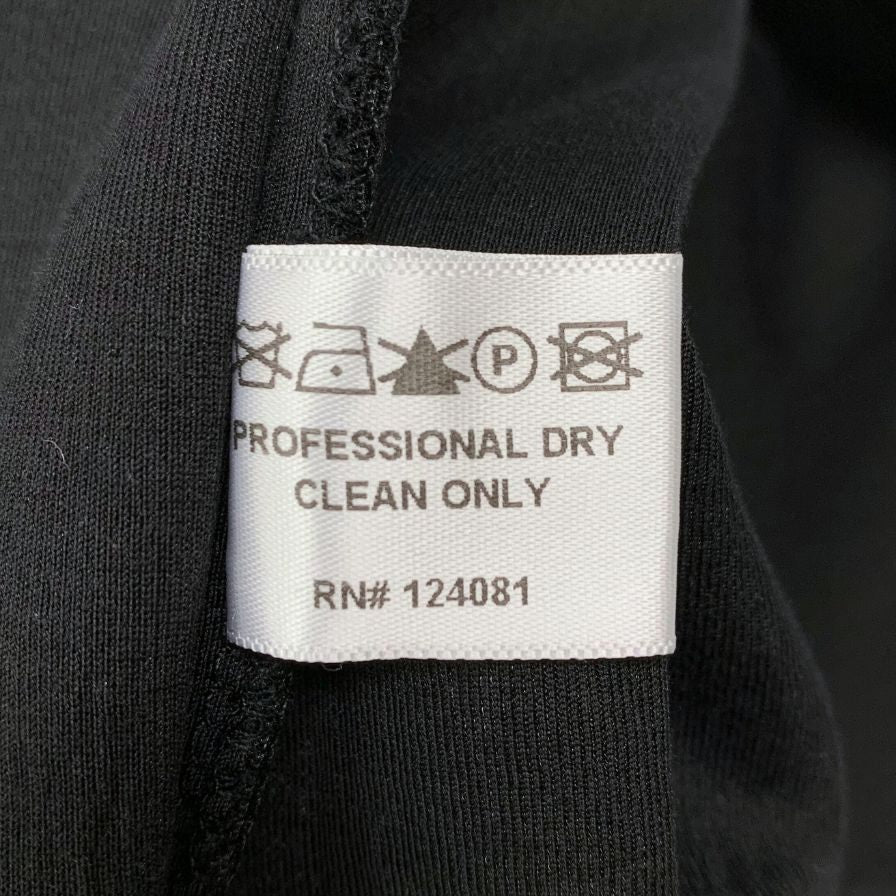 P
PROFESSIONAL DRY
CLEAN ONLY
RN# 124081